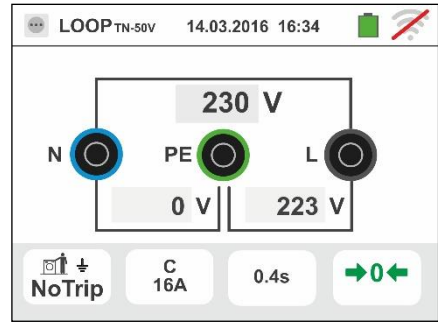 LOOP TN-50V 14.03.2016 16:34
230 V
N PE L
0 V 223 V
NoTrip C 16A 0.4s →0←